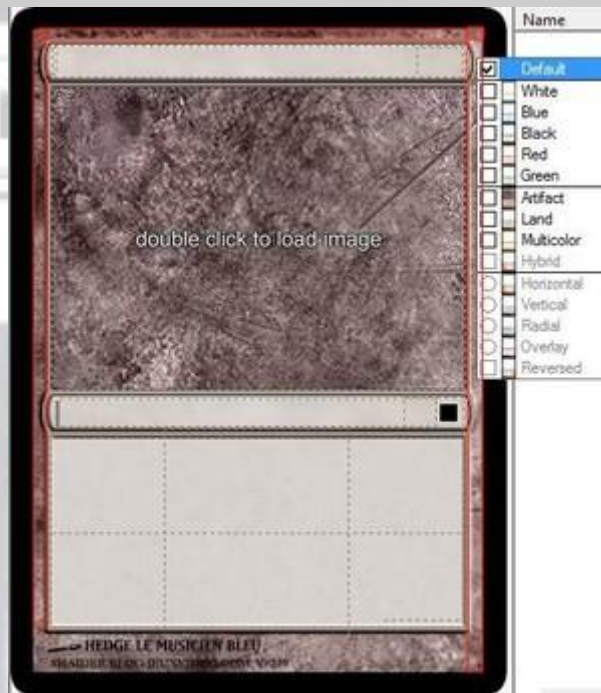 Name
Default
White
Blue
Black
Red
Green
Artifact
Land
Multicolor
Hybrid
Horizontal
Vertical
Radial
Overlay
Reversed
double click to load image
HEDGE LE MUSICIEN BLEU